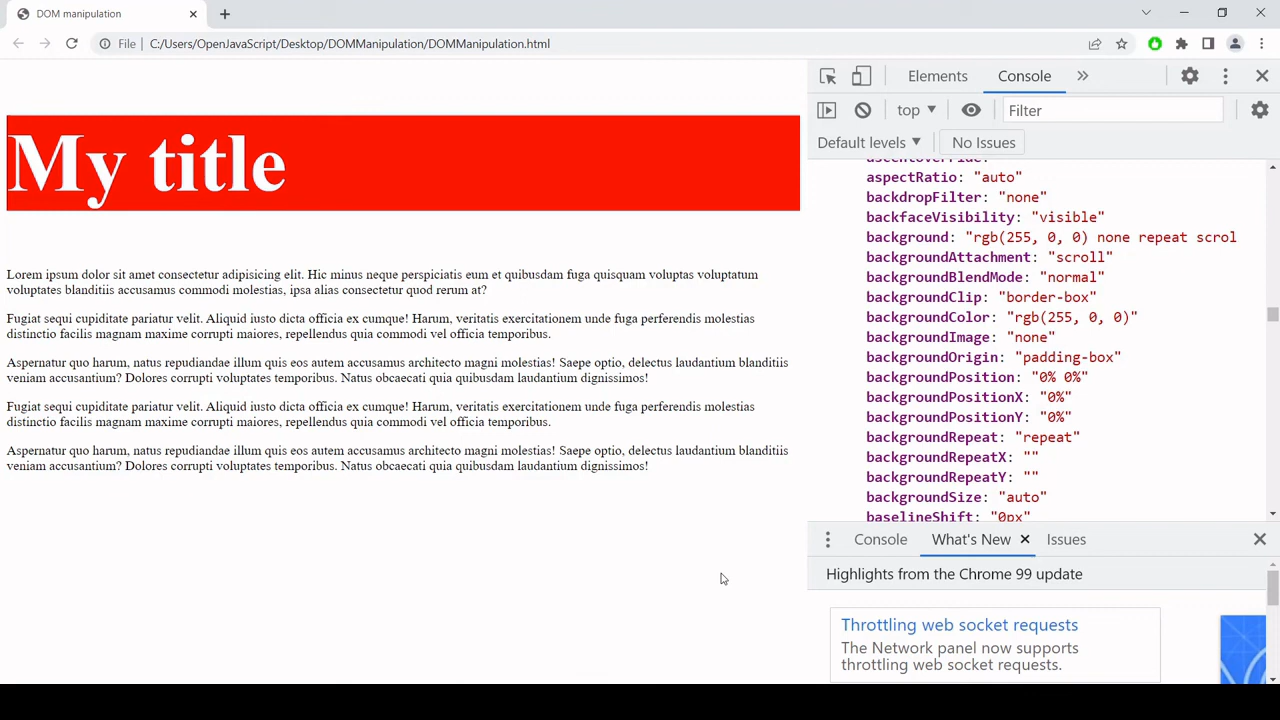 DOM manipulation
File
C:/Users/OpenJavaScript/Desktop/DOMManipulation/DOMManipulation.html
My title
Lorem ipsum dolor sit amet consectetur adipisicing elit. Hic minus neque perspiciatis eum et quibusdam fuga quisquam voluptas voluptatum
voluptates blanditiis accusamus commodi molestias, ipsa alias consectetur quod rerum at?
Fugiat sequi cupiditate pariatur velit. Aliquid iusto dicta officia ex cumque! Harum, veritatis exercitationem unde fuga perferendis molestias
distinctio facilis magnam maxime corrupti maiores, repellendus quia commodi vel officia temporibus.
Aspernatur quo harum, natus repudiandae illum quis eos autem accusamus architecto magni molestias! Saepe optio, delectus laudantium blanditiis
veniam accusantium? Dolores corrupti voluptates temporibus. Natus obcaecati quia quibusdam laudantium dignissimos!
Fugiat sequi cupiditate pariatur velit. Aliquid iusto dicta officia ex cumque! Harum, veritatis exercitationem unde fuga perferendis molestias
distinctio facilis magnam maxime corrupti maiores, repellendus quia commodi vel officia temporibus.
Aspernatur quo harum, natus repudiandae illum quis eos autem accusamus architecto magni molestias! Saepe optio, delectus laudantium blanditiis
veniam accusantium? Dolores corrupti voluptates temporibus. Natus obcaecati quia quibusdam laudantium dignissimos!
Elements Console
top Filter
Default levels No Issues
ascentOverride:
aspectRatio: "auto"
backdropFilter: "none"
backfaceVisibility: "visible"
background: "rgb(255, 0, 0) none repeat scrol
backgroundAttachment: "scroll"
backgroundBlendMode: "normal"
backgroundClip: "border-box"
backgroundColor: "rgb(255, 0, 0)"
backgroundImage: "none"
backgroundOrigin: "padding-box"
backgroundPosition: "0% 0%"
backgroundPositionX: "0%"
backgroundPositionY: "0%"
backgroundRepeat: "repeat"
backgroundRepeatX: ""
backgroundRepeatY: ""
backgroundSize: "auto"
baselineShift: "0px"
Console What's New Issues
Highlights from the Chrome 99 update
Throttling web socket requests
The Network panel now supports
throttling web socket requests.